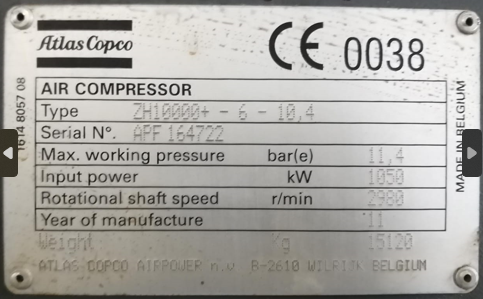 Atlas Copco
CE 0038
AIR COMPRESSOR
Type ZH10000+ - 6 - 10,4
Serial Nº. APF 164722
Max. working pressure bar(e) 11,4
Input power kW 1050
Rotational shaft speed r/min 2980
Year of manufacture 11
Weight kg 15120
ATLAS COPCO AIRPOWER n.v B-2610 WILRIJK BELGIUM
1614 8057 08
MADE IN BELGIUM